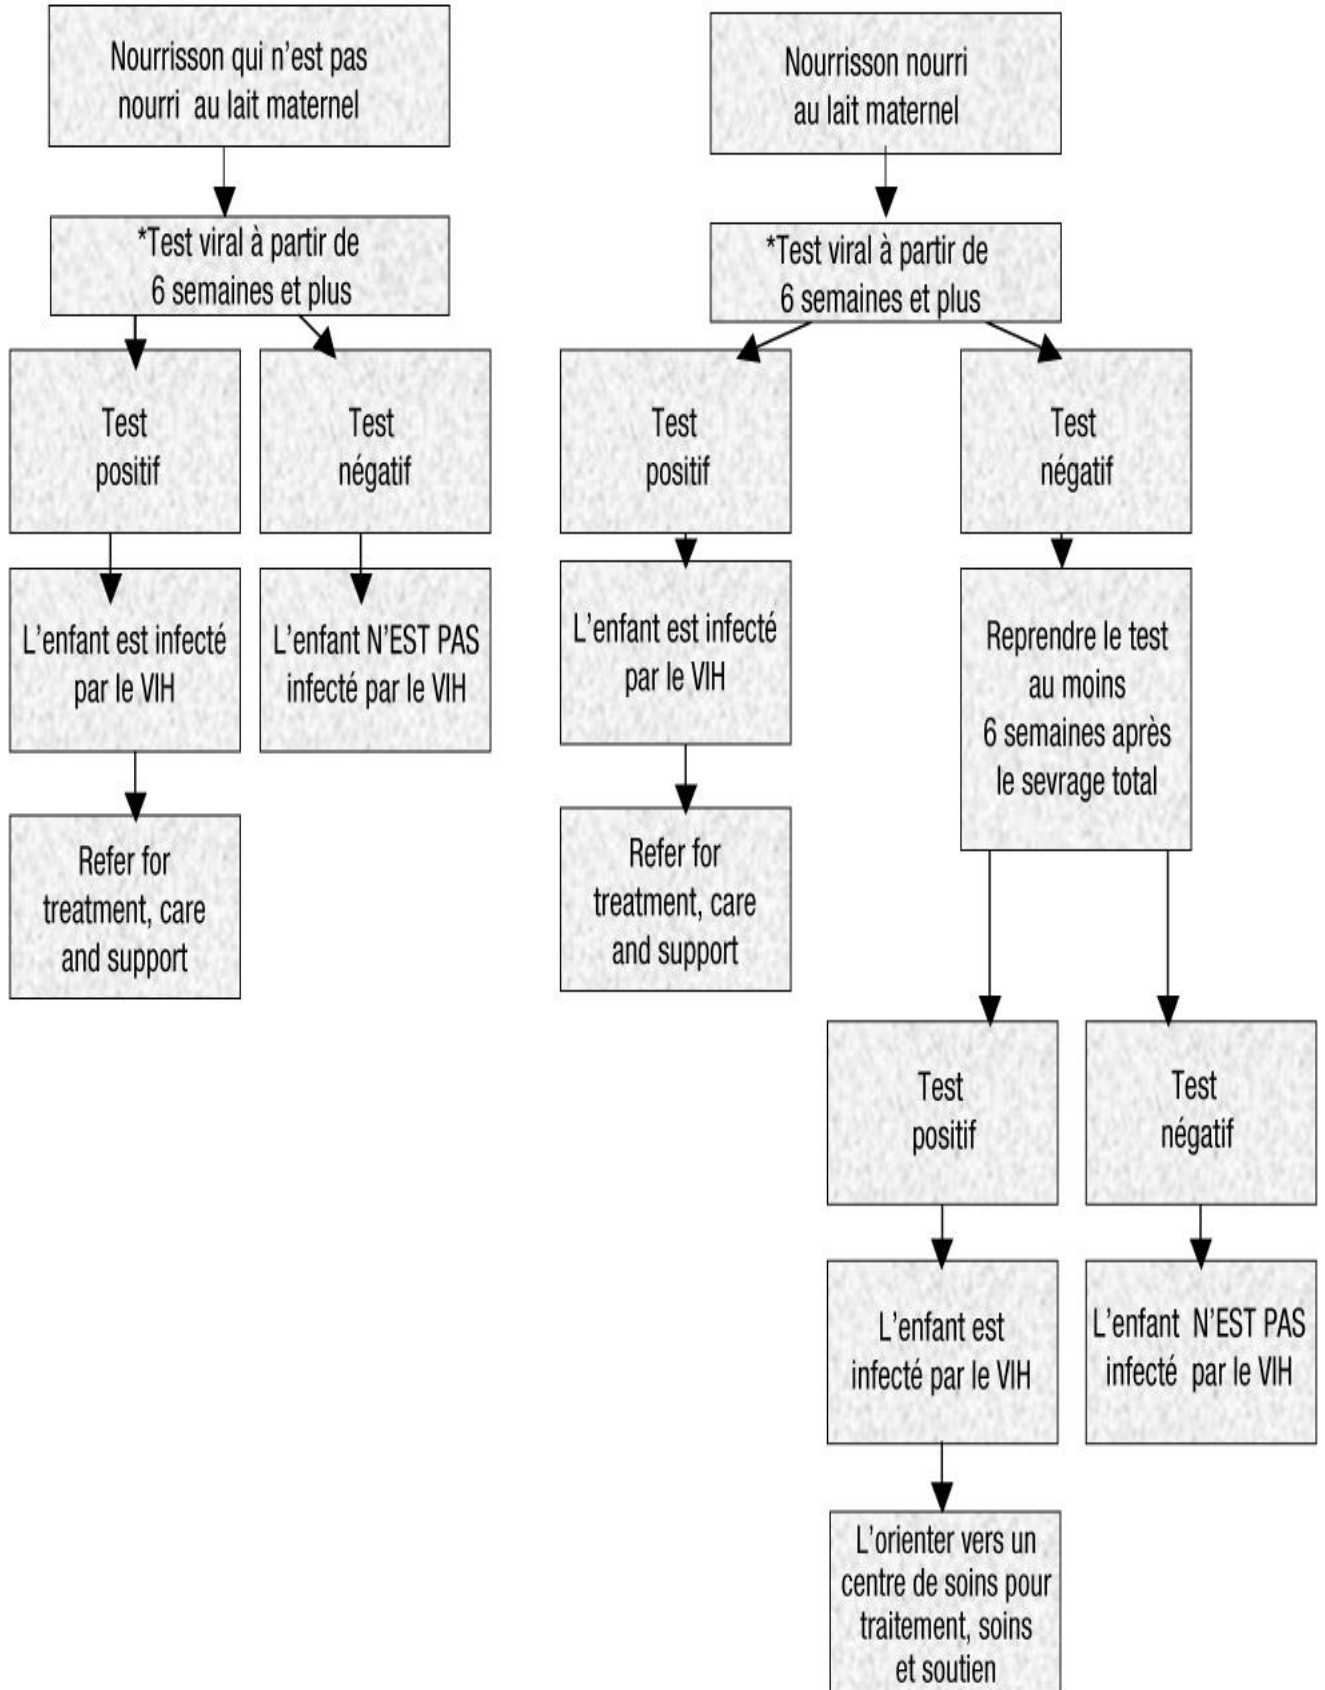 Nourrisson qui n'est pas
nourri au lait maternel
*Test viral à partir de
6 semaines et plus
Test
positif
Test
négatif
L'enfant est infecté
par le VIH
L'enfant N'EST PAS
infecté par le VIH
Refer for
treatment, care
and support
Nourrisson nourri
au lait maternel
*Test viral à partir de
6 semaines et plus
Test
positif
Test
négatif
L'enfant est infecté
par le VIH
Reprendre le test
au moins
6 semaines après
le sevrage total
Refer for
treatment, care
and support
Test
positif
Test
négatif
L'enfant est
infecté par le VIH
L'enfant N'EST PAS
infecté par le VIH
L'orienter vers un
centre de soins pour
traitement, soins
et soutien